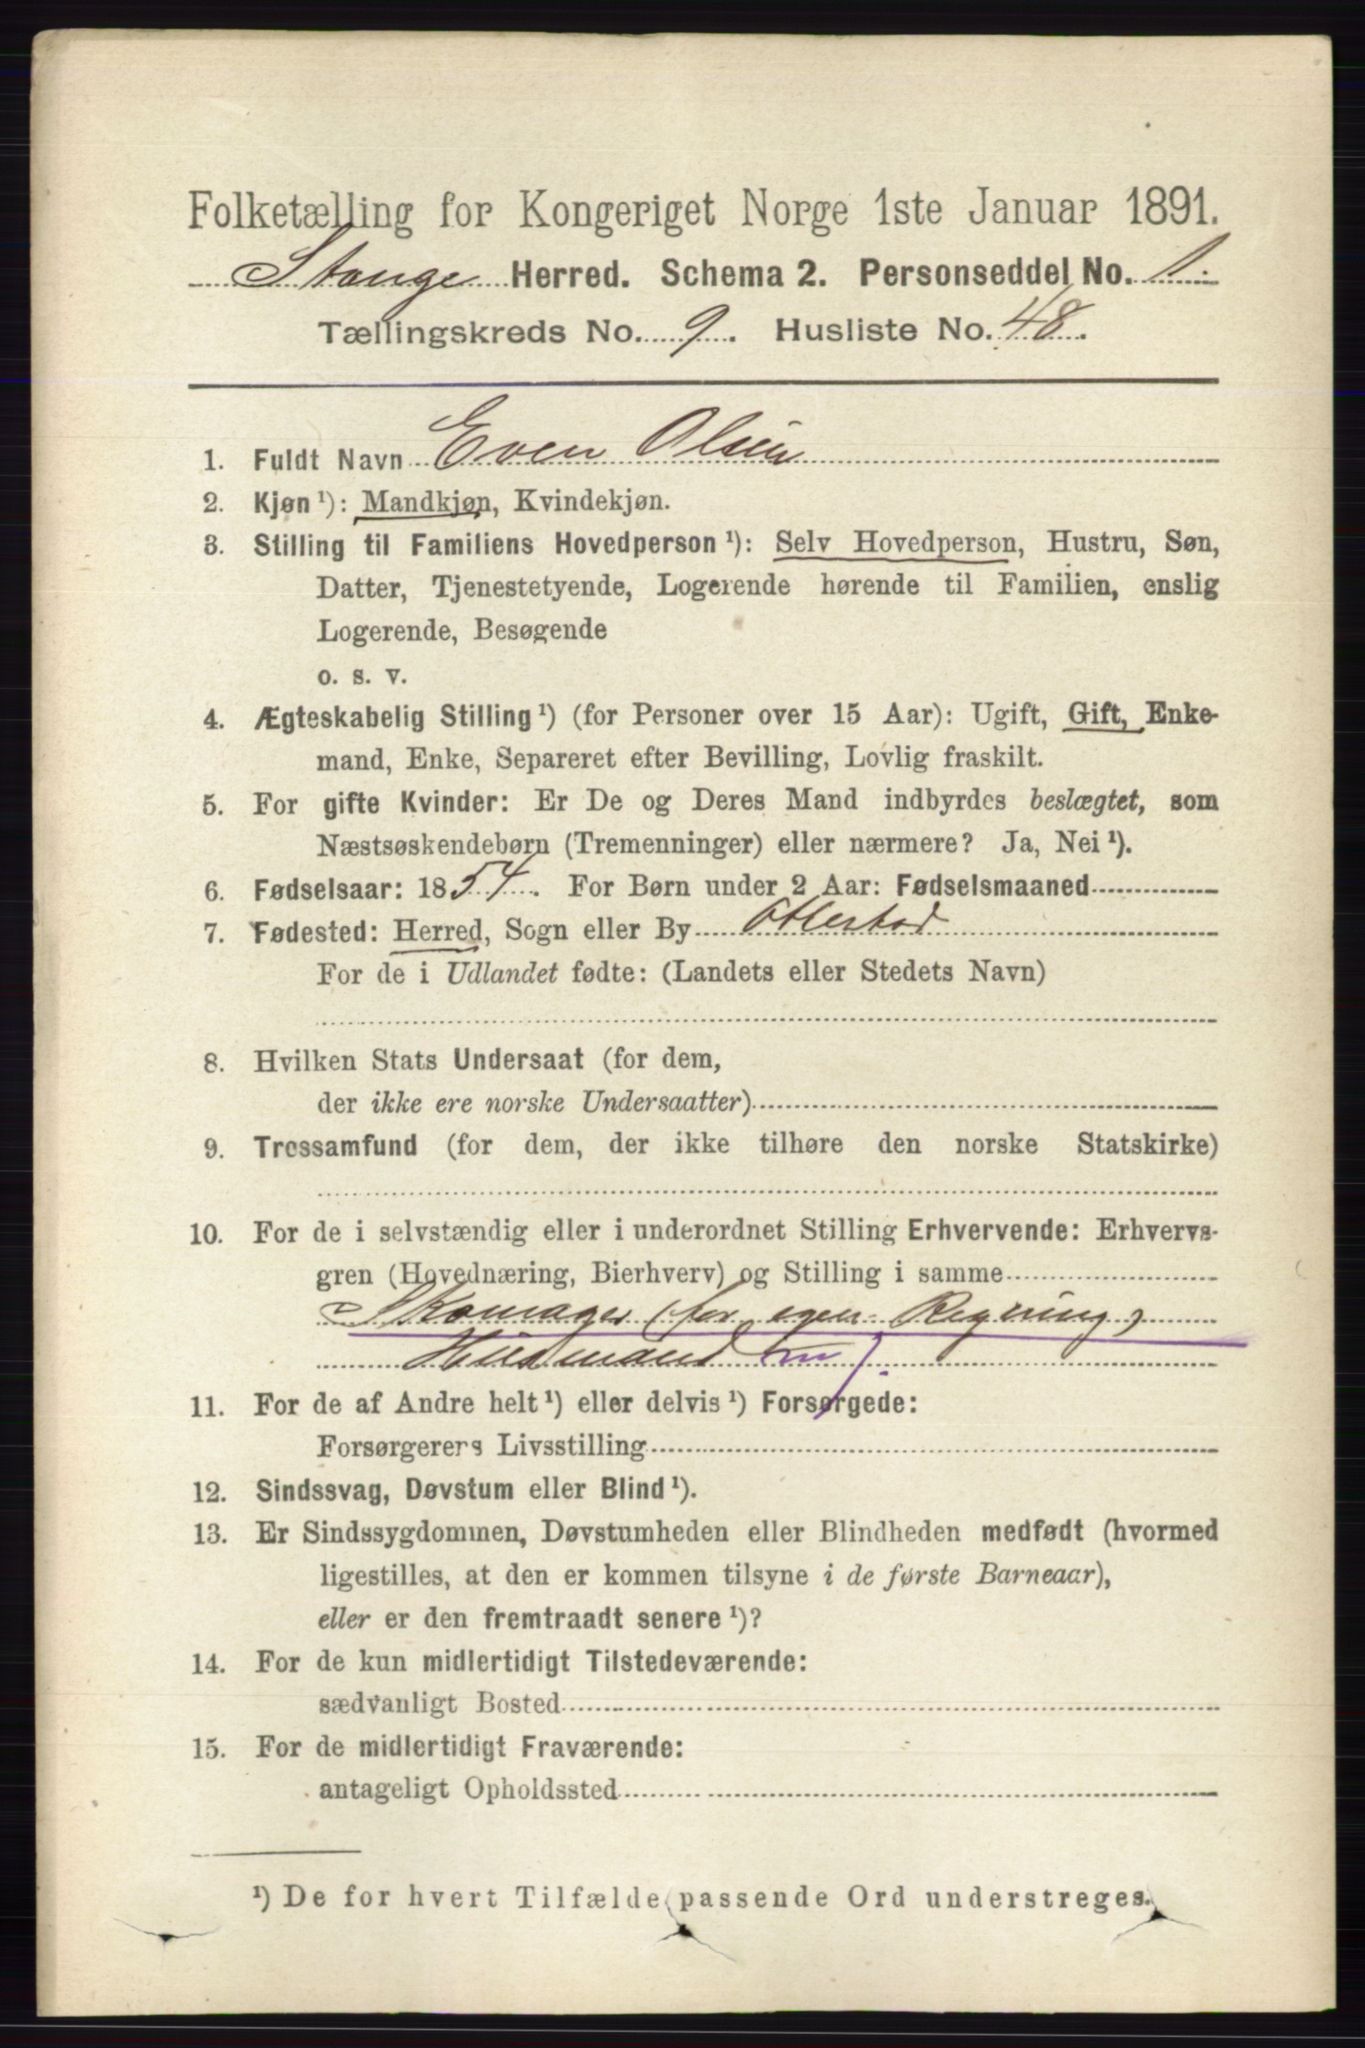 Folketælling for Kongeriget Norge 1ste Januar 1891.
Stange Herred. Schema 2. Personseddel No. 1.
Tællingskreds No. 9. Husliste No. 48.
1. Fuldt Navn Even Olsen
2. Kjøn ¹): Mandkjøn, Kvindekjøn.
3. Stilling til Familiens Hovedperson ¹): Selv Hovedperson, Hustru, Søn,
Datter, Tjenestetyende, Logerende hørende til Familien, enslig
Logerende, Besøgende
o. s. v.
4. Ægteskabelig Stilling ¹) (for Personer over 15 Aar): Ugift, Gift, Enke-
mand, Enke, Separeret efter Bevilling, Lovlig fraskilt.
5. For gifte Kvinder: Er De og Deres Mand indbyrdes beslægtet, som
Næstsøskendebørn (Tremenninger) eller nærmere? Ja, Nei ¹).
6. Fødselsaar: 1854. For Børn under 2 Aar: Fødselsmaaned
7. Fødested: Herred, Sogn eller By Ottestad
For de i Udlandet fødte: (Landets eller Stedets Navn)
8. Hvilken Stats Undersaat (for dem,
der ikke ere norske Undersaatter)
9. Trossamfund (for dem, der ikke tilhøre den norske Statskirke)
10. For de i selvstændig eller i underordnet Stilling Erhvervende: Erhvervs-
gren (Hovednæring, Bierhverv) og Stilling i samme
Skomager (for egen Regning)
Husmand m j.
11. For de af Andre helt ¹) eller delvis ¹) Forsørgede:
Forsørgerers Livsstilling
12. Sindssvag, Døvstum eller Blind ¹).
13. Er Sindssygdommen, Døvstumheden eller Blindheden medfødt (hvormed
ligestilles, at den er kommen tilsyne i de første Barneaar),
eller er den fremtraadt senere ¹)?
14. For de kun midlertidigt Tilstedeværende:
sædvanligt Bosted
15. For de midlertidigt Fraværende:
antageligt Opholdssted
¹) De for hvert Tilfælde passende Ord understreges.